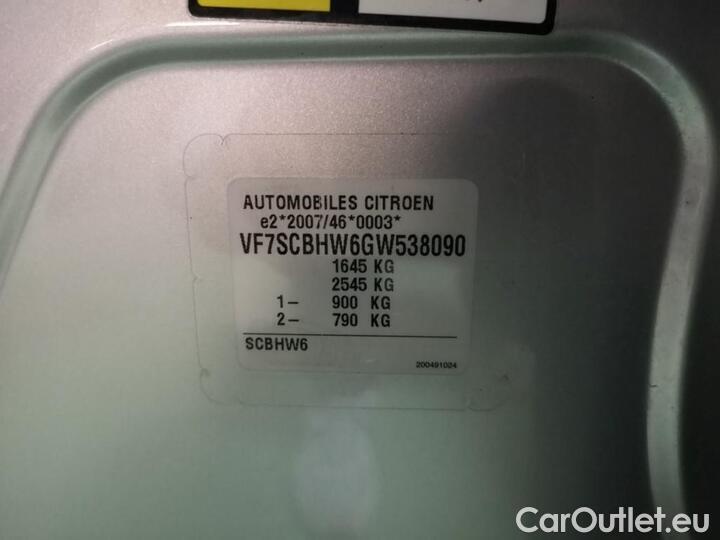 AUTOMOBILES CITROEN
e2*2007/46*0003*
VF7SCBHW6GW538090
1645 KG
2545 KG
1– 900 KG
2– 790 KG
SCBHW6
200491024
CarOutlet.eu